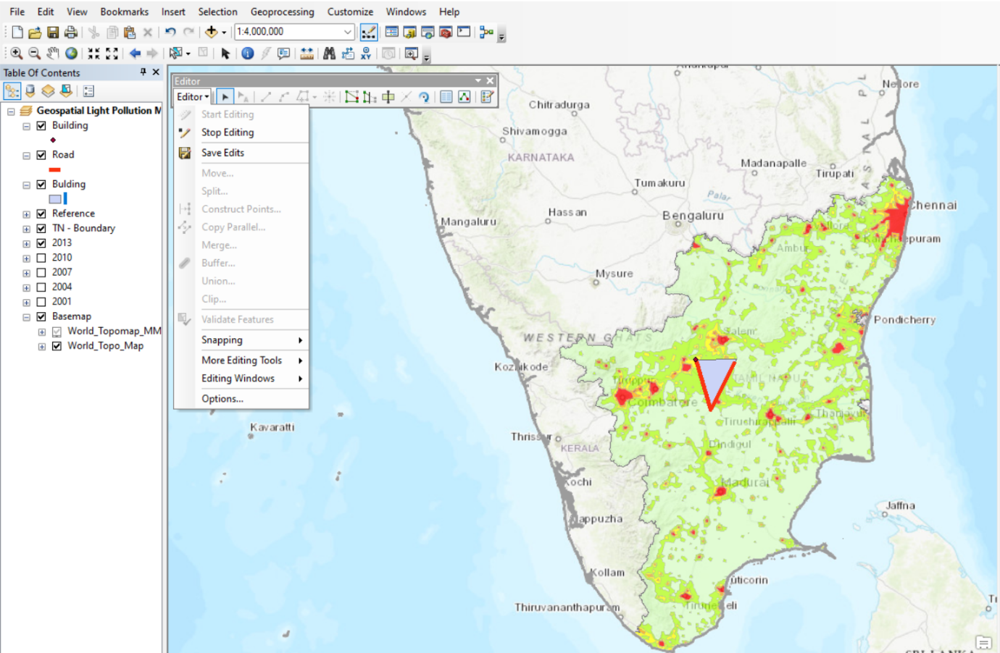 File Edit View Bookmarks Insert Selection Geoprocessing Customize Windows Help
1:4,000,000
Table Of Contents
Geospatial Light Pollution M
Building
Road
Bulding
Reference
TN - Boundary
2013
2010
2007
2004
2001
Basemap
World_Topomap_MM
World_Topo_Map
Editor
Editor
Start Editing
Stop Editing
Save Edits
Move...
Split...
Construct Points...
Copy Parallel...
Merge...
Buffer...
Union...
Clip...
Validate Features
Snapping
More Editing Tools
Editing Windows
Options...
Nellore
Chitradurga
Shivamogga
KARNATAKA
Madanapalle
Tirupati
Tumakuru
Palar
Chennai
Hassan
Bengaluru
Mangaluru
Vellore
Ambur
Mysure
Pondicherry
WESTERN GHATS
Salem
Kozhikode
Tiruppur
TAMIL NADU
Coimbatore
Thanjavur
Tiruchirappalli
Kavaratti
Thrissur
KERALA
Dindigul
Kochi
Madurai
Jaffna
lappuzha
Kollam
uticorin
Thiruvananthapuram